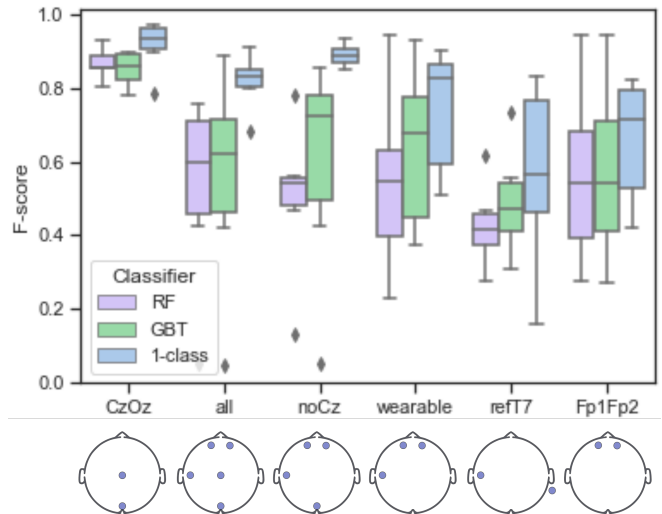 1.0
0.8
0.6
0.4
0.2
0.0
F-score
Classifier
RF
GBT
1-class
CzOz all noCz wearable refT7 Fp1Fp2